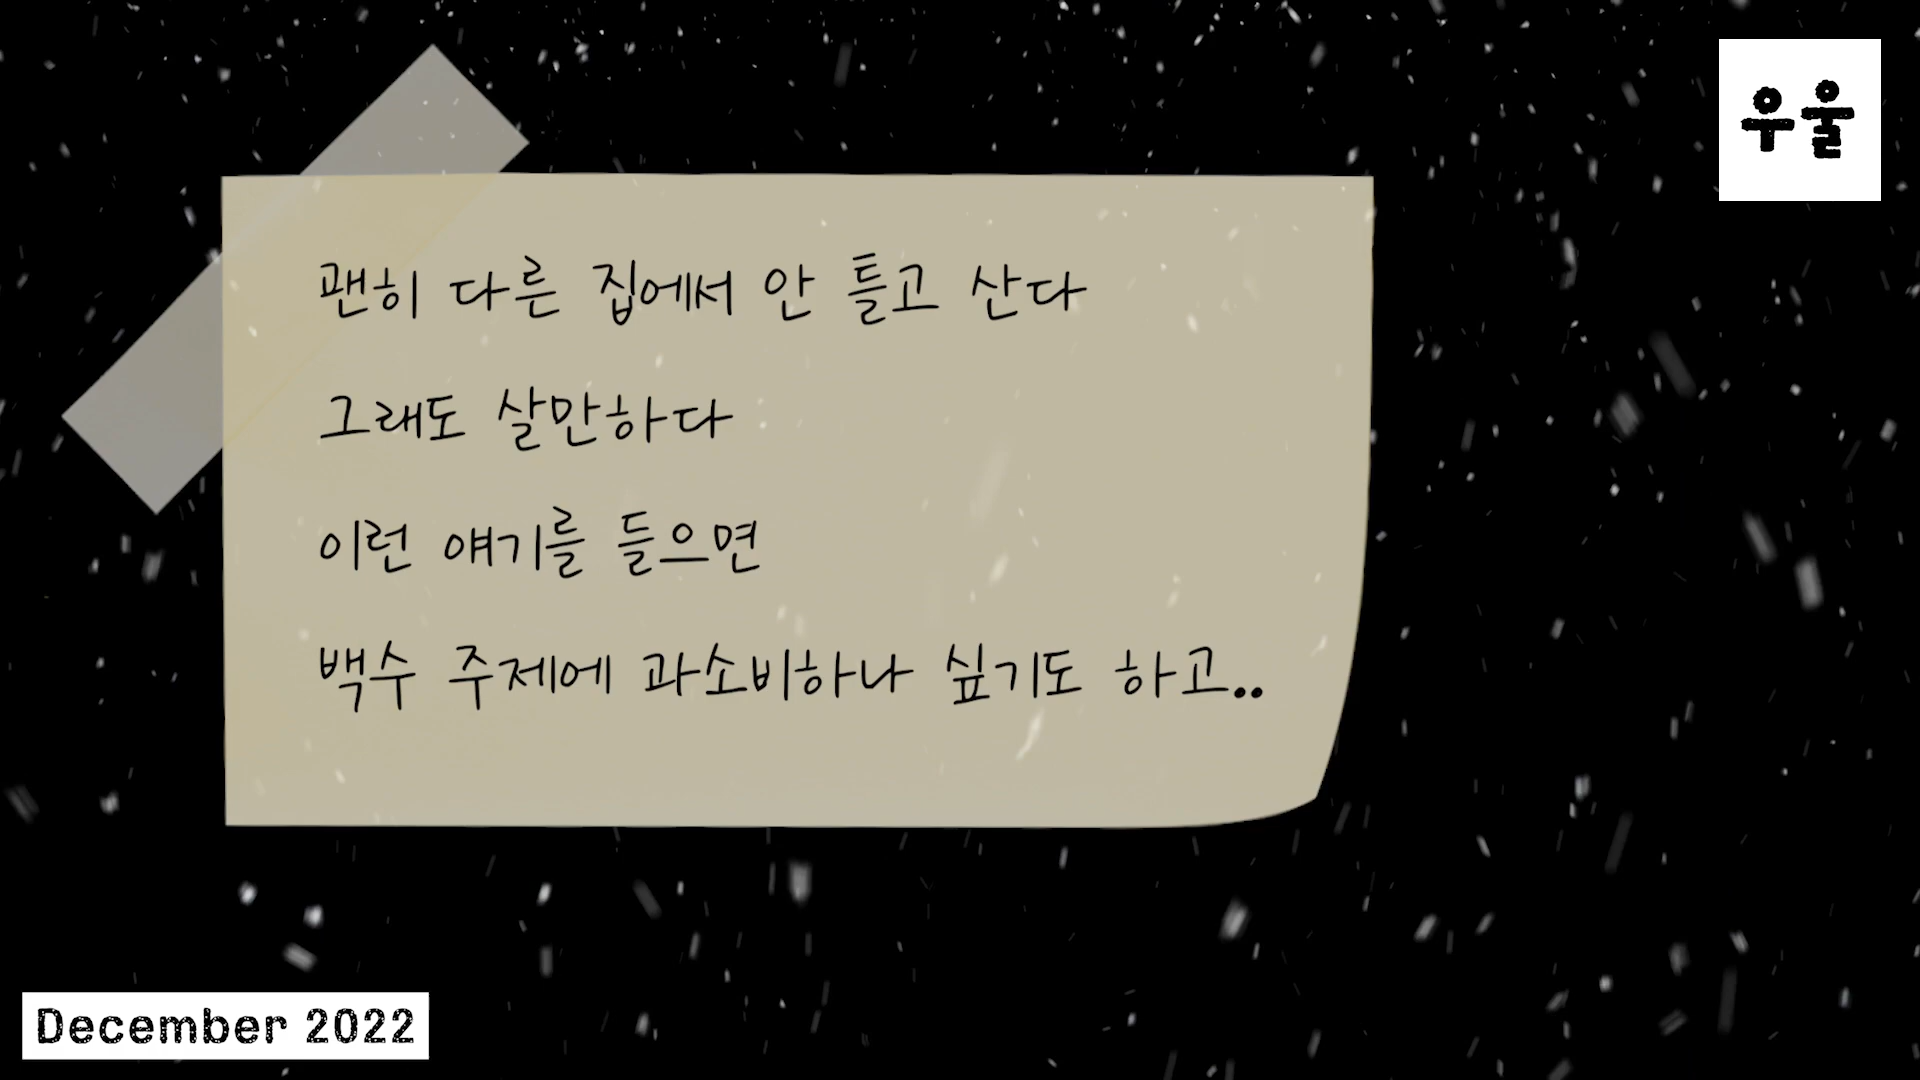 우울
괜히 다른 집에서 안 틀고 산다
그래도 살만하다
이런 얘기를 들으면
백수 주제에 과소비하나 싶기도 하고..
December 2022